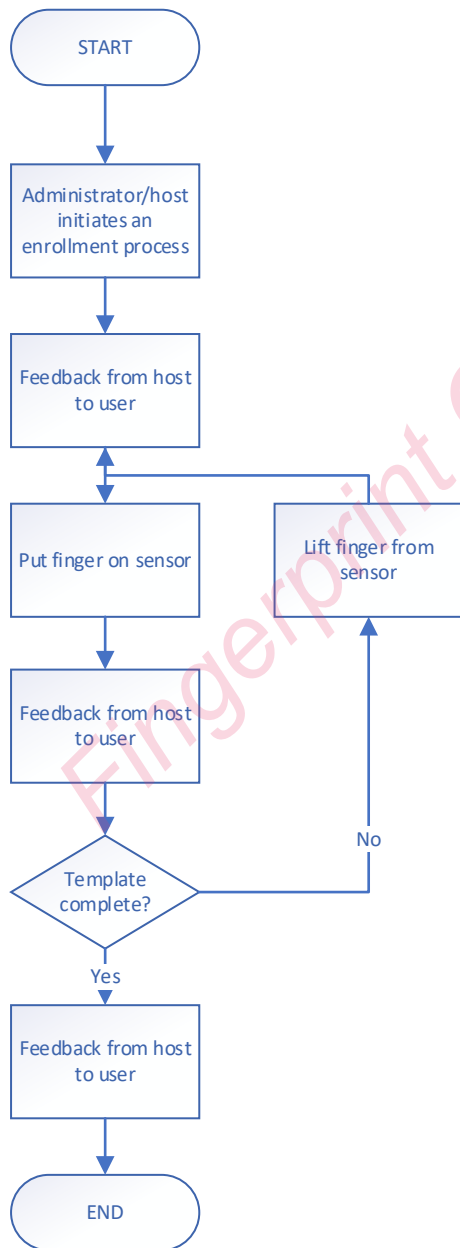 START
Administrator/host
initiates an
enrollment process
Feedback from host
to user
Put finger on sensor
Lift finger from
sensor
Feedback from host
to user
No
Template
complete?
Yes
Feedback from host
to user
END
Fingerprint